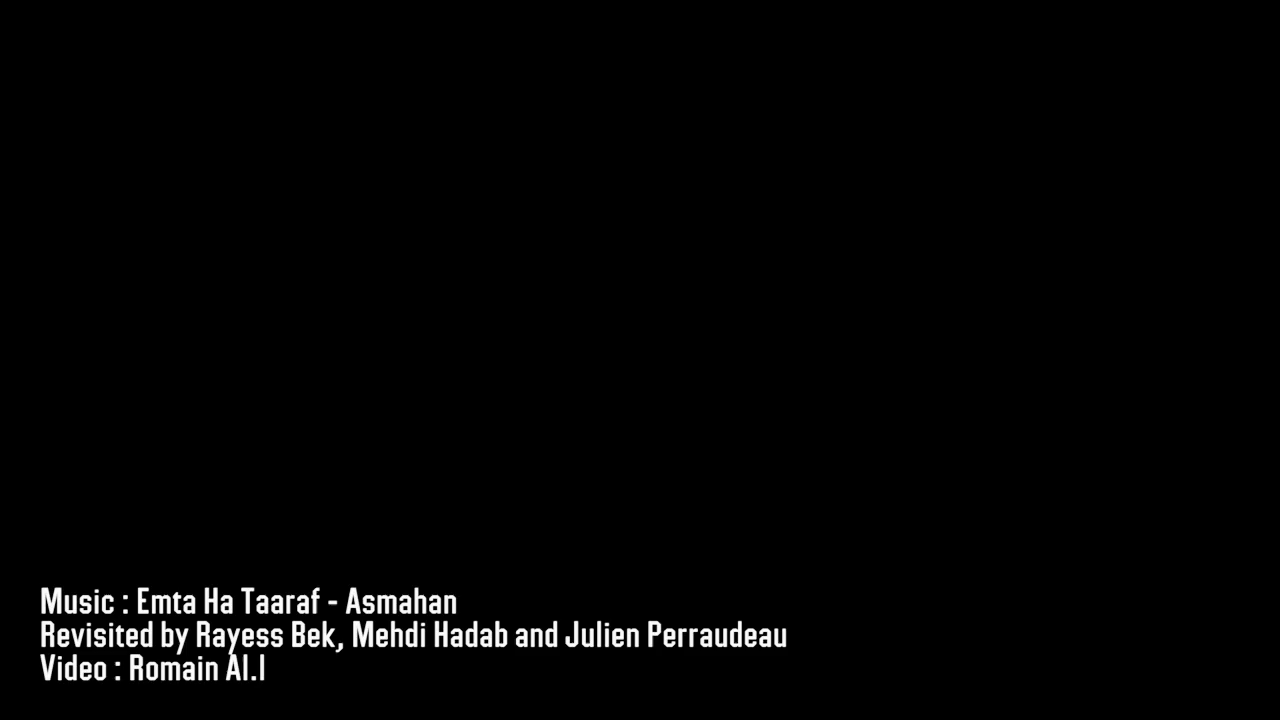 Music : Emta Ha Taaraf - Asmahan
Revisited by Rayess Bek, Mehdi Hadab and Julien Perraudeau
Video : Romain Al.l